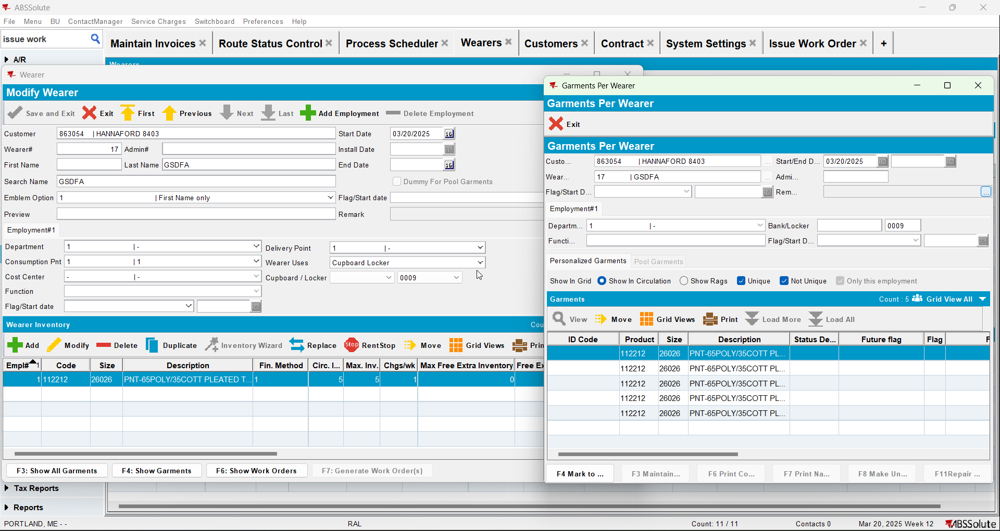 ABSSolute
File Menu BU ContactManager Service Charges Switchboard Preferences Help
issue work
Maintain Invoices Route Status Control Process Scheduler Wearers Customers Contract System Settings Issue Work Order +
A/R
Wearers
Wearer
Modify Wearer
Save and Exit Exit First Previous Next Last Add Employment Delete Employment
Customer 863054 | HANNAFORD 8403 Start Date 03/20/2025 16
Wearer# 17 Admin# Install Date 16
First Name Last Name GSDFA End Date 16
Search Name GSDFA Dummy For Pool Garments
Emblem Option 1 | First Name only Flag/Start date
Preview Remark
Employment#1
Department 1 | - Delivery Point 1 | -
Consumption Pnt 1 | 1 Wearer Uses Cupboard Locker
Cost Center - | - Cupboard / Locker 0009
Function
Flag/Start date 16
Wearer Inventory Cou
Add Modify Delete Duplicate Inventory Wizard Replace Stop RentStop Move Grid Views Prin
Empl# 1 Code Size Description Fin. Method Circ. I... Max. Inv. Chgs/wk Max Free Extra Inventory Free Ex
1 112212 26026 PNT-65POLY/35COTT PLEATED T... 1 5 5 1 0
F3: Show All Garments F4: Show Garments F6: Show Work Orders F7: Generate Work Order(s)
Garments Per Wearer
Garments Per Wearer
Exit
Garments Per Wearer
Custo... 863054 | HANNAFORD 8403 ... Start/End D... 03/20/2025 16 16
Wear... 17 | GSDFA ... Admi...
Flag/Start D... 16 Rem... ...
Employment#1
Departm... 1 | - Bank/Locker 0009
Functi... Flag/Start D... 16
Personalized Garments Pool Garments
Show In Grid Show In Circulation Show Rags Unique Not Unique Only this employment
Garments Count : 5 Grid View All
View Move Grid Views Print Load More Load All
ID Code Product Size Description Status De... Future flag Flag F
112212 26026 PNT-65POLY/35COTT PL...
112212 26026 PNT-65POLY/35COTT PL...
112212 26026 PNT-65POLY/35COTT PL...
112212 26026 PNT-65POLY/35COTT PL...
112212 26026 PNT-65POLY/35COTT PL...
F4 Mark to ... F3 Maintain... F6 Print Co... F7 Print Na... F8 Make Un... F11Repair ...
Tax Reports
Reports
PORTLAND, ME - - RAL Count: 11 / 11 Contacts 0 Mar 20, 2025 Week 12 ABSSolute